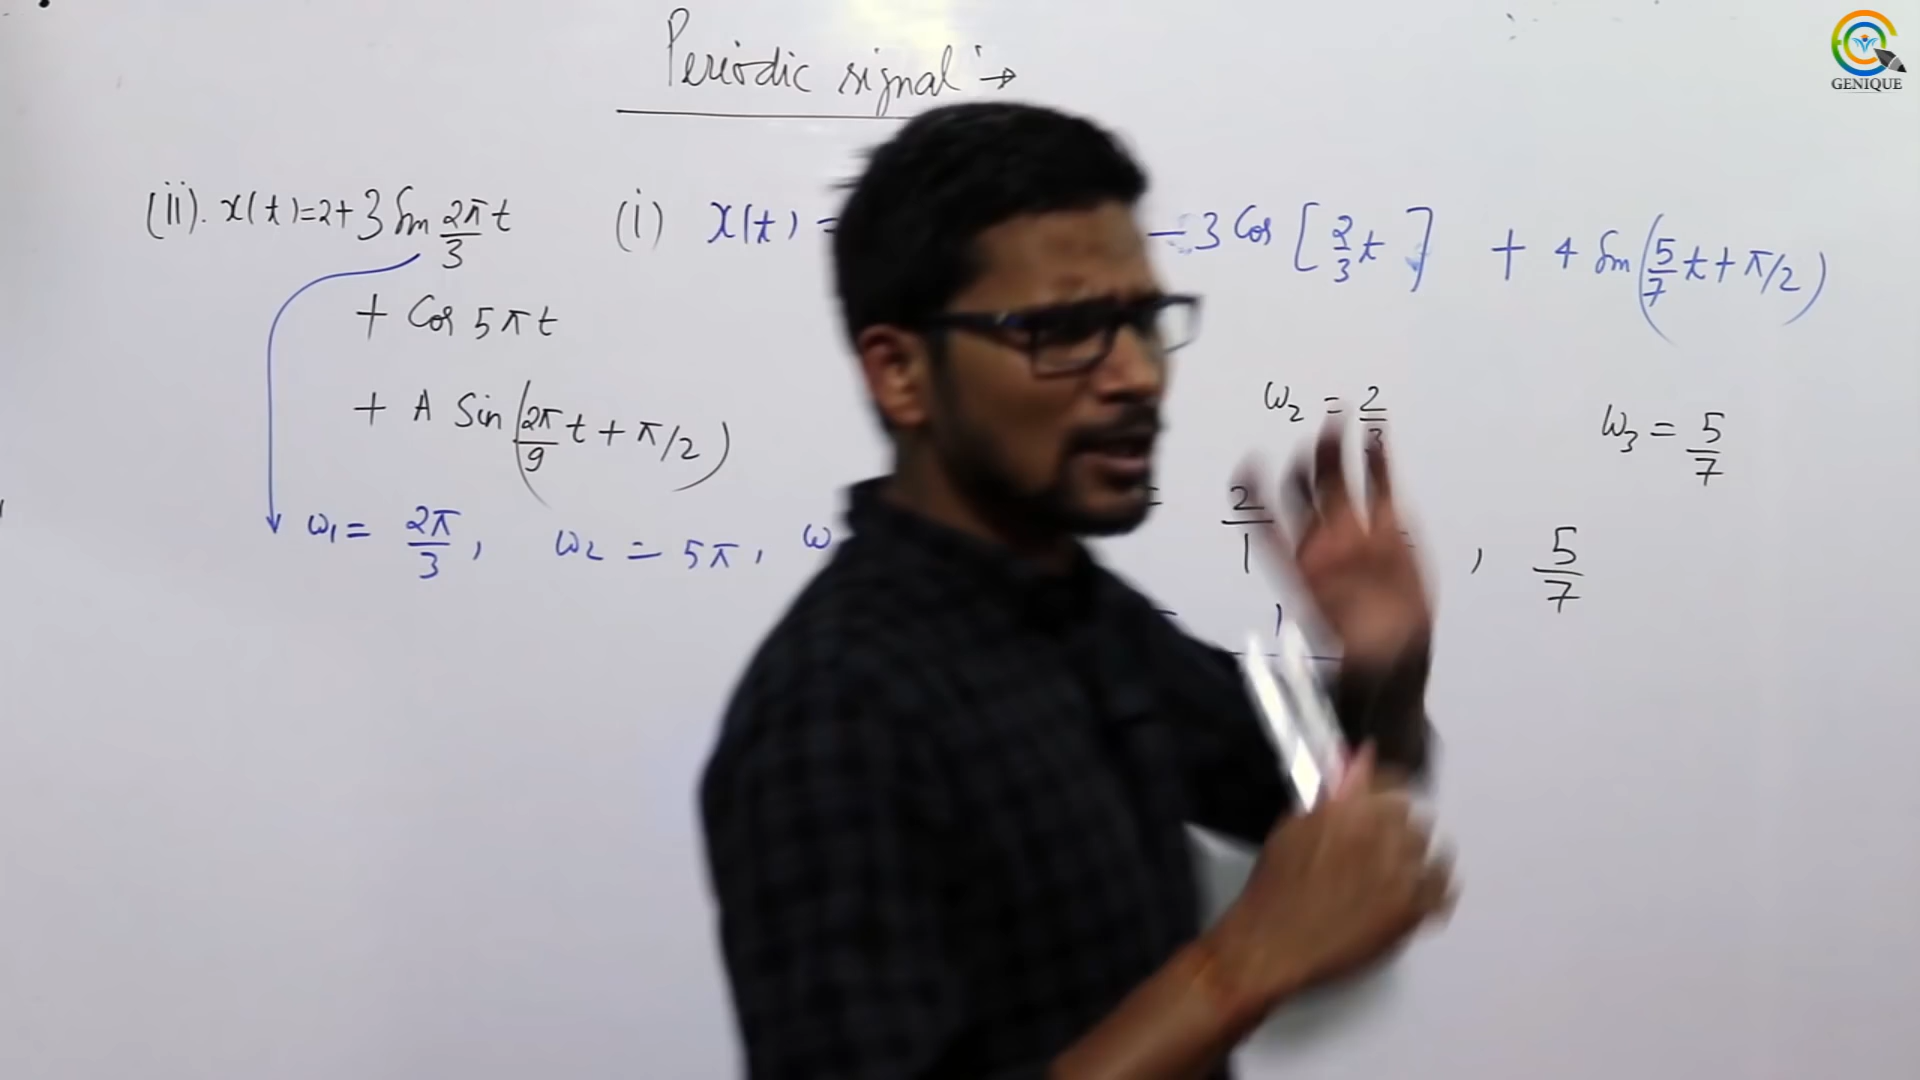 GENIQUE
Periodic signal :→
(ii). x(t)=2+3 Sin 2π/3 t
+ Cos 5πt
+ A Sin(2π/9 t + π/2)
ω1 = 2π/3, ω2 = 5π, ω
(i) x(t) = - 3 Cos [2/3 t] + 4 Sin(5/7 t + π/2)
ω2 = 2/3 ω3 = 5/7
= 2/1 , 5/7
1